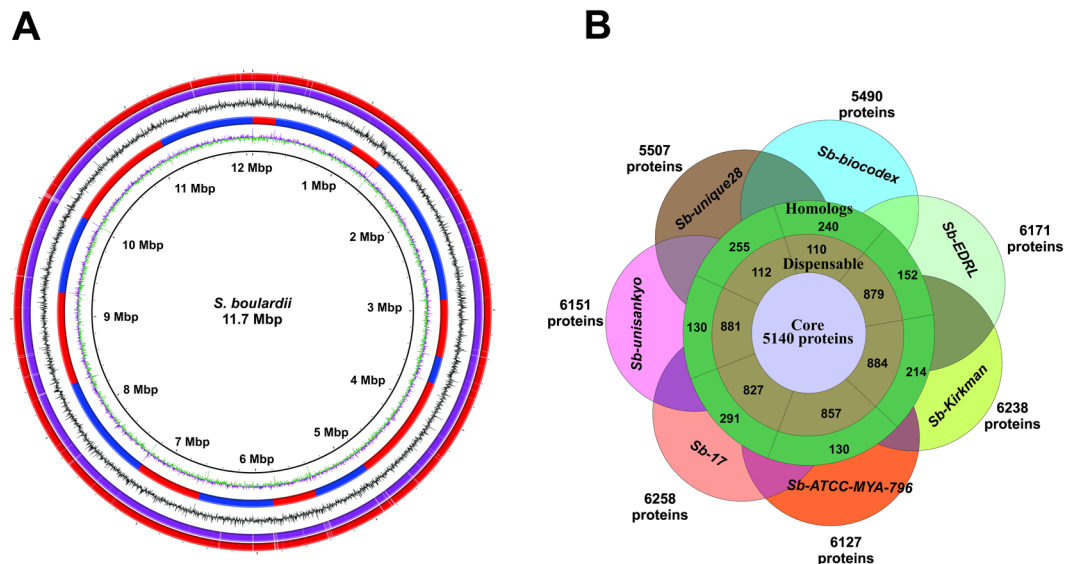 A
12 Mbp
1 Mbp
2 Mbp
3 Mbp
4 Mbp
5 Mbp
6 Mbp
7 Mbp
8 Mbp
9 Mbp
10 Mbp
11 Mbp
S. boulardii
11.7 Mbp
B
5490
proteins
5507
proteins
Sb-biocodex
Sb-unique28
Sb-EDRL
6171
proteins
Homologs
240
255
152
110
Dispensable
112
879
6151
proteins
Sb-unisankyo
130
881
Core
5140 proteins
884
214
Sb-Kirkman
6238
proteins
827
857
291
130
Sb-17
Sb-ATCC-MYA-796
6258
proteins
6127
proteins